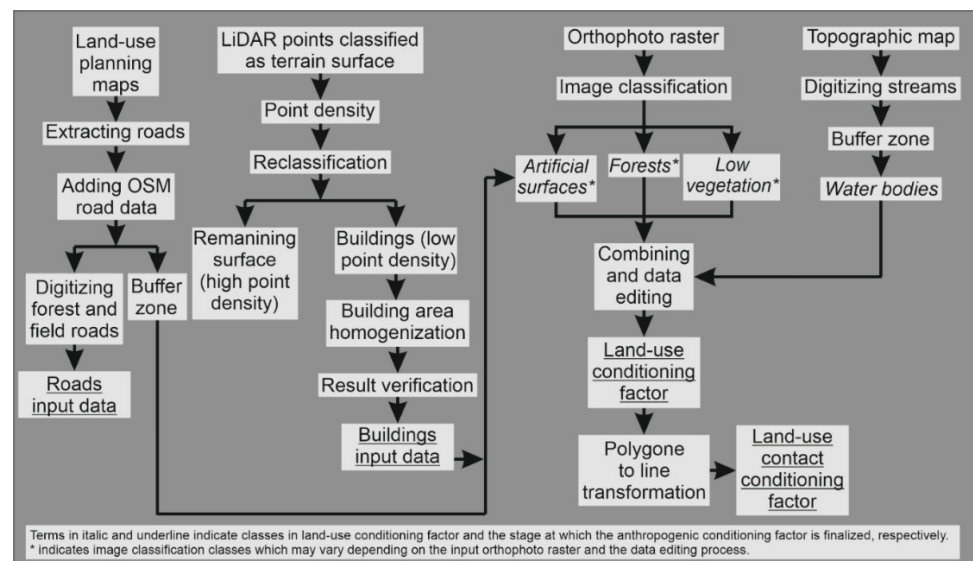 Land-use
planning
maps
Extracting roads
Adding OSM
road data
Digitizing
forest and
field roads
Buffer
zone
Roads
input data
LiDAR points classified
as terrain surface
Point density
Reclassification
Remanining
surface
(high point
density)
Buildings (low
point density)
Building area
homogenization
Result verification
Buildings
input data
Orthophoto raster
Image classification
Artificial
surfaces*
Forests*
Low
vegetation*
Topographic map
Digitizing streams
Buffer zone
Water bodies
Combining
and data
editing
Land-use
conditioning
factor
Polygone
to line
transformation
Land-use
contact
conditioning
factor
Terms in italic and underline indicate classes in land-use conditioning factor and the stage at which the anthropogenic conditioning factor is finalized, respectively.
* indicates image classification classes which may vary depending on the input orthophoto raster and the data editing process.